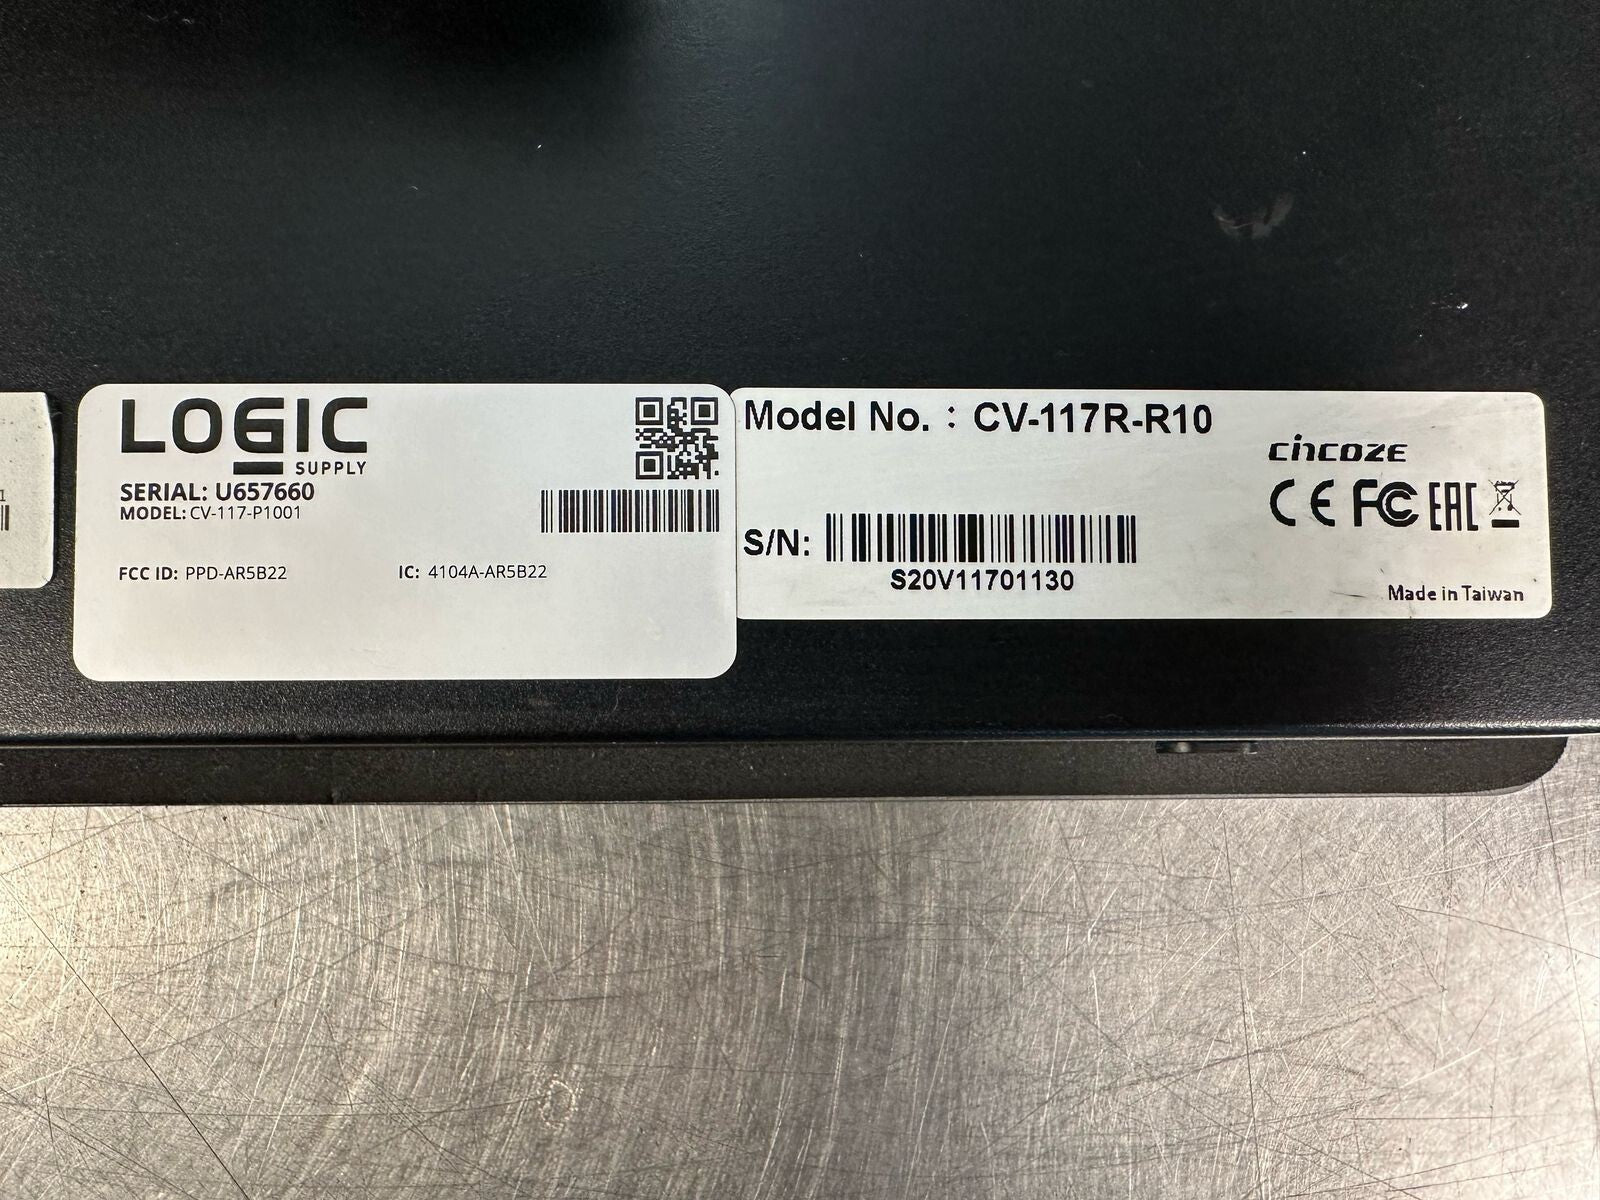 LOGIC
SUPPLY
SERIAL: U657660
MODEL: CV-117-P1001
FCC ID: PPD-AR5B22
IC: 4104A-AR5B22
Model No. : CV-117R-R10
cincoze
CE FC EAC
S/N:
S20V11701130
Made in Taiwan
1